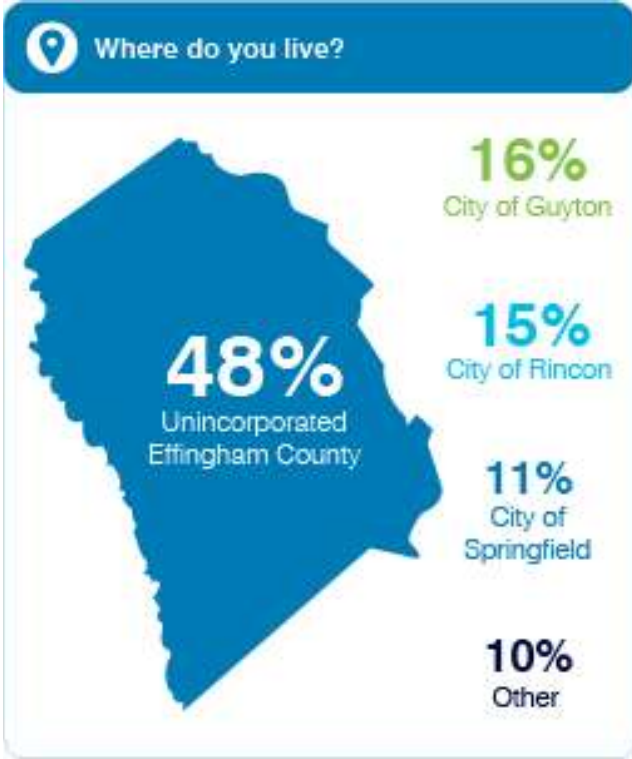 Where do you live?
16%
City of Guyton
15%
City of Rincon
48%
Unincorporated
Effingham County
11%
City of
Springfield
10%
Other